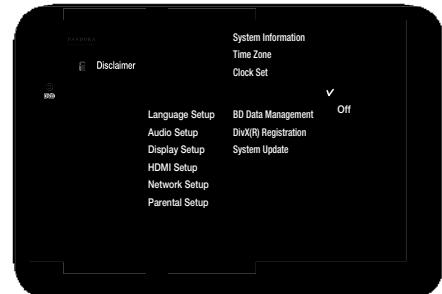 PANDORA
System Information
Time Zone
Disclaimer
Clock Set
Off
Language Setup
BD Data Management
Audio Setup
DivX(R) Registration
Display Setup
System Update
HDMI Setup
Network Setup
Parental Setup